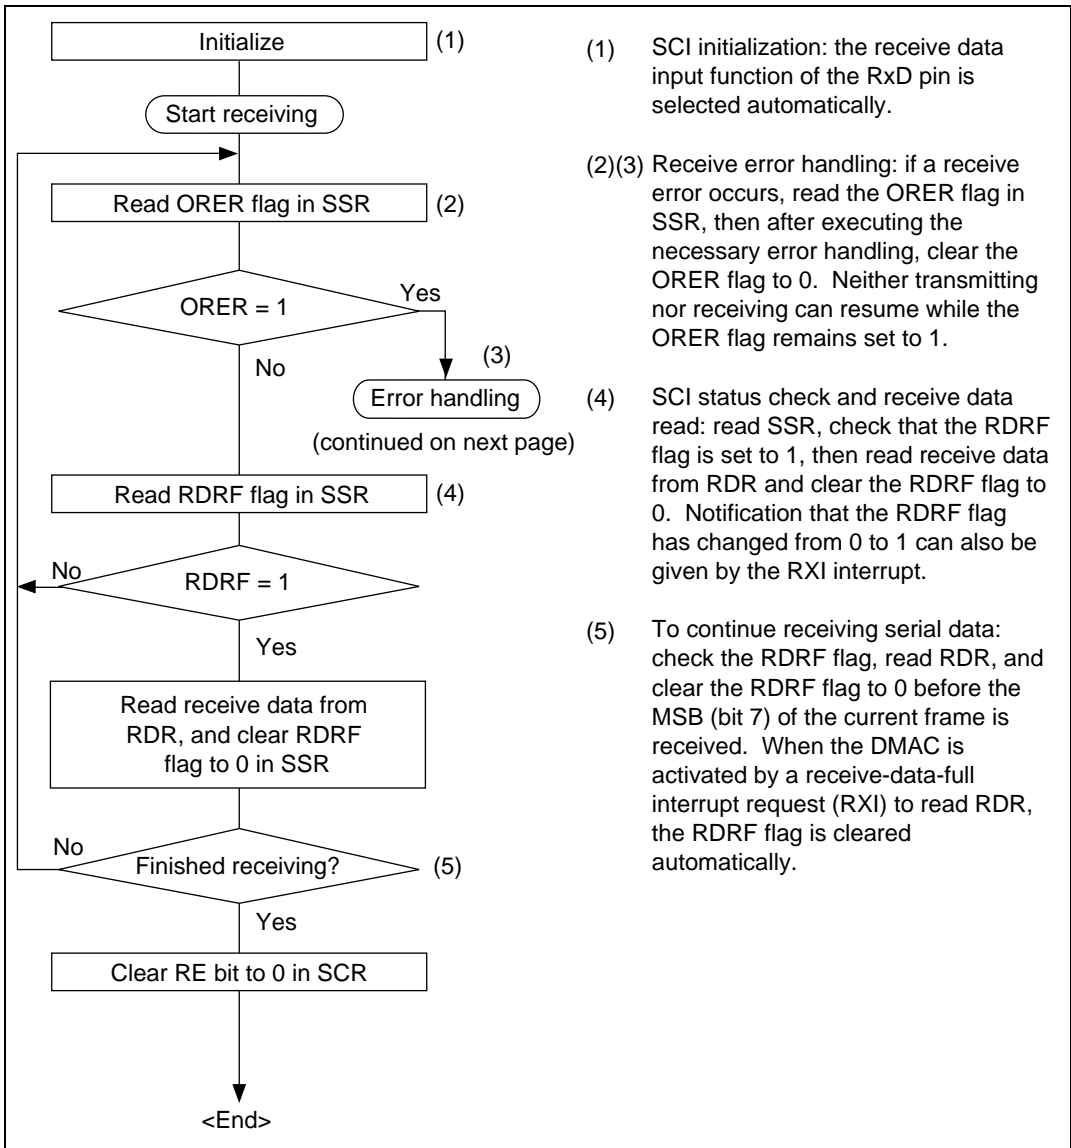 Initialize
(1)
Start receiving
Read ORER flag in SSR
(2)
ORER = 1
Yes
No
(3)
Error handling
(continued on next page)
Read RDRF flag in SSR
(4)
No
RDRF = 1
Yes
Read receive data from
RDR, and clear RDRF
flag to 0 in SSR
No
Finished receiving?
(5)
Yes
Clear RE bit to 0 in SCR
<End>
(1) SCI initialization: the receive data
input function of the RxD pin is
selected automatically.
(2)(3) Receive error handling: if a receive
error occurs, read the ORER flag in
SSR, then after executing the
necessary error handling, clear the
ORER flag to 0. Neither transmitting
nor receiving can resume while the
ORER flag remains set to 1.
(4) SCI status check and receive data
read: read SSR, check that the RDRF
flag is set to 1, then read receive data
from RDR and clear the RDRF flag to
0. Notification that the RDRF flag
has changed from 0 to 1 can also be
given by the RXI interrupt.
(5) To continue receiving serial data:
check the RDRF flag, read RDR, and
clear the RDRF flag to 0 before the
MSB (bit 7) of the current frame is
received. When the DMAC is
activated by a receive-data-full
interrupt request (RXI) to read RDR,
the RDRF flag is cleared
automatically.